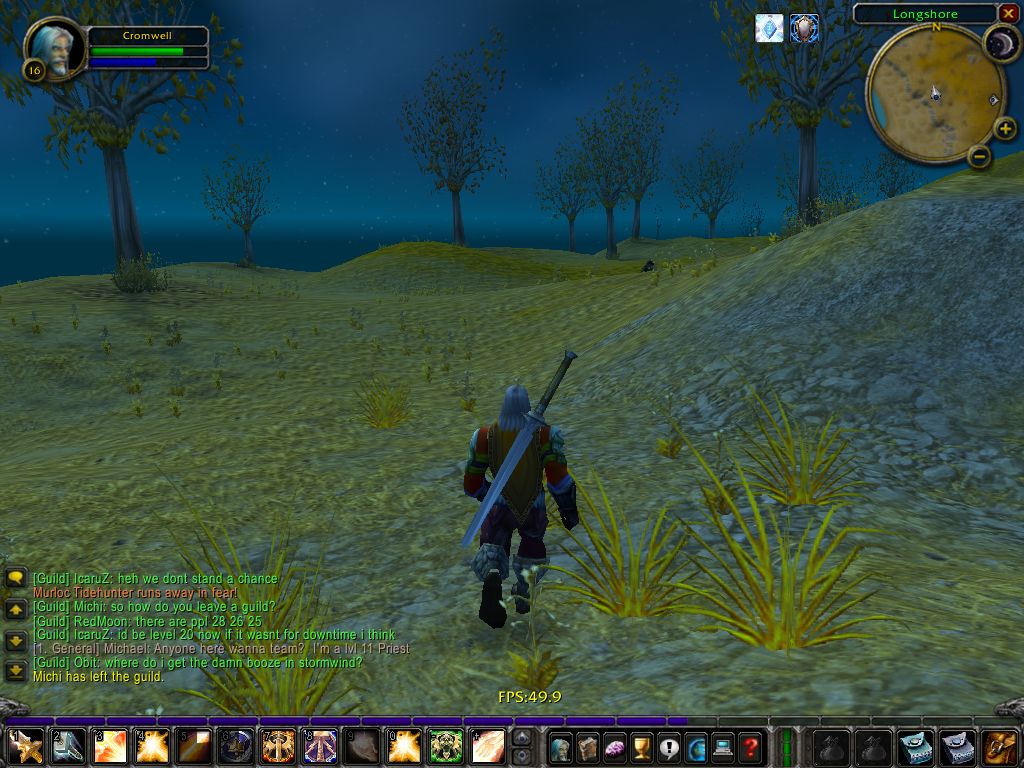 Cromwell
16
Longshore
N
[Guild] IcaruZ: heh we dont stand a chance
Murloc Tidehunter runs away in fear!
[Guild] Michi: so how do you leave a guild?
[Guild] RedMoon: there are ppl 28 26 25
[Guild] IcaruZ: id be level 20 now if it wasnt for downtime i think
[1. General] Michael: Anyone here wanna team?  I'm a lvl 11 Priest
[Guild] Obit: where do i get the damn booze in stormwind?
Michi has left the guild.
FPS:49.9